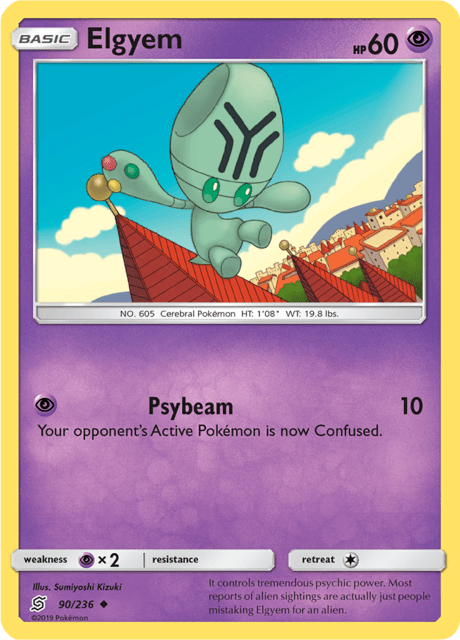 BASIC Elgyem HP60
NO. 605 Cerebral Pokémon HT: 1'08" WT: 19.8 lbs.
Psybeam 10
Your opponent's Active Pokémon is now Confused.
weakness ×2 resistance retreat
Illus. Sumiyoshi Kizuki
90/236
©2019 Pokémon
It controls tremendous psychic power. Most
reports of alien sightings are actually just people
mistaking Elgyem for an alien.